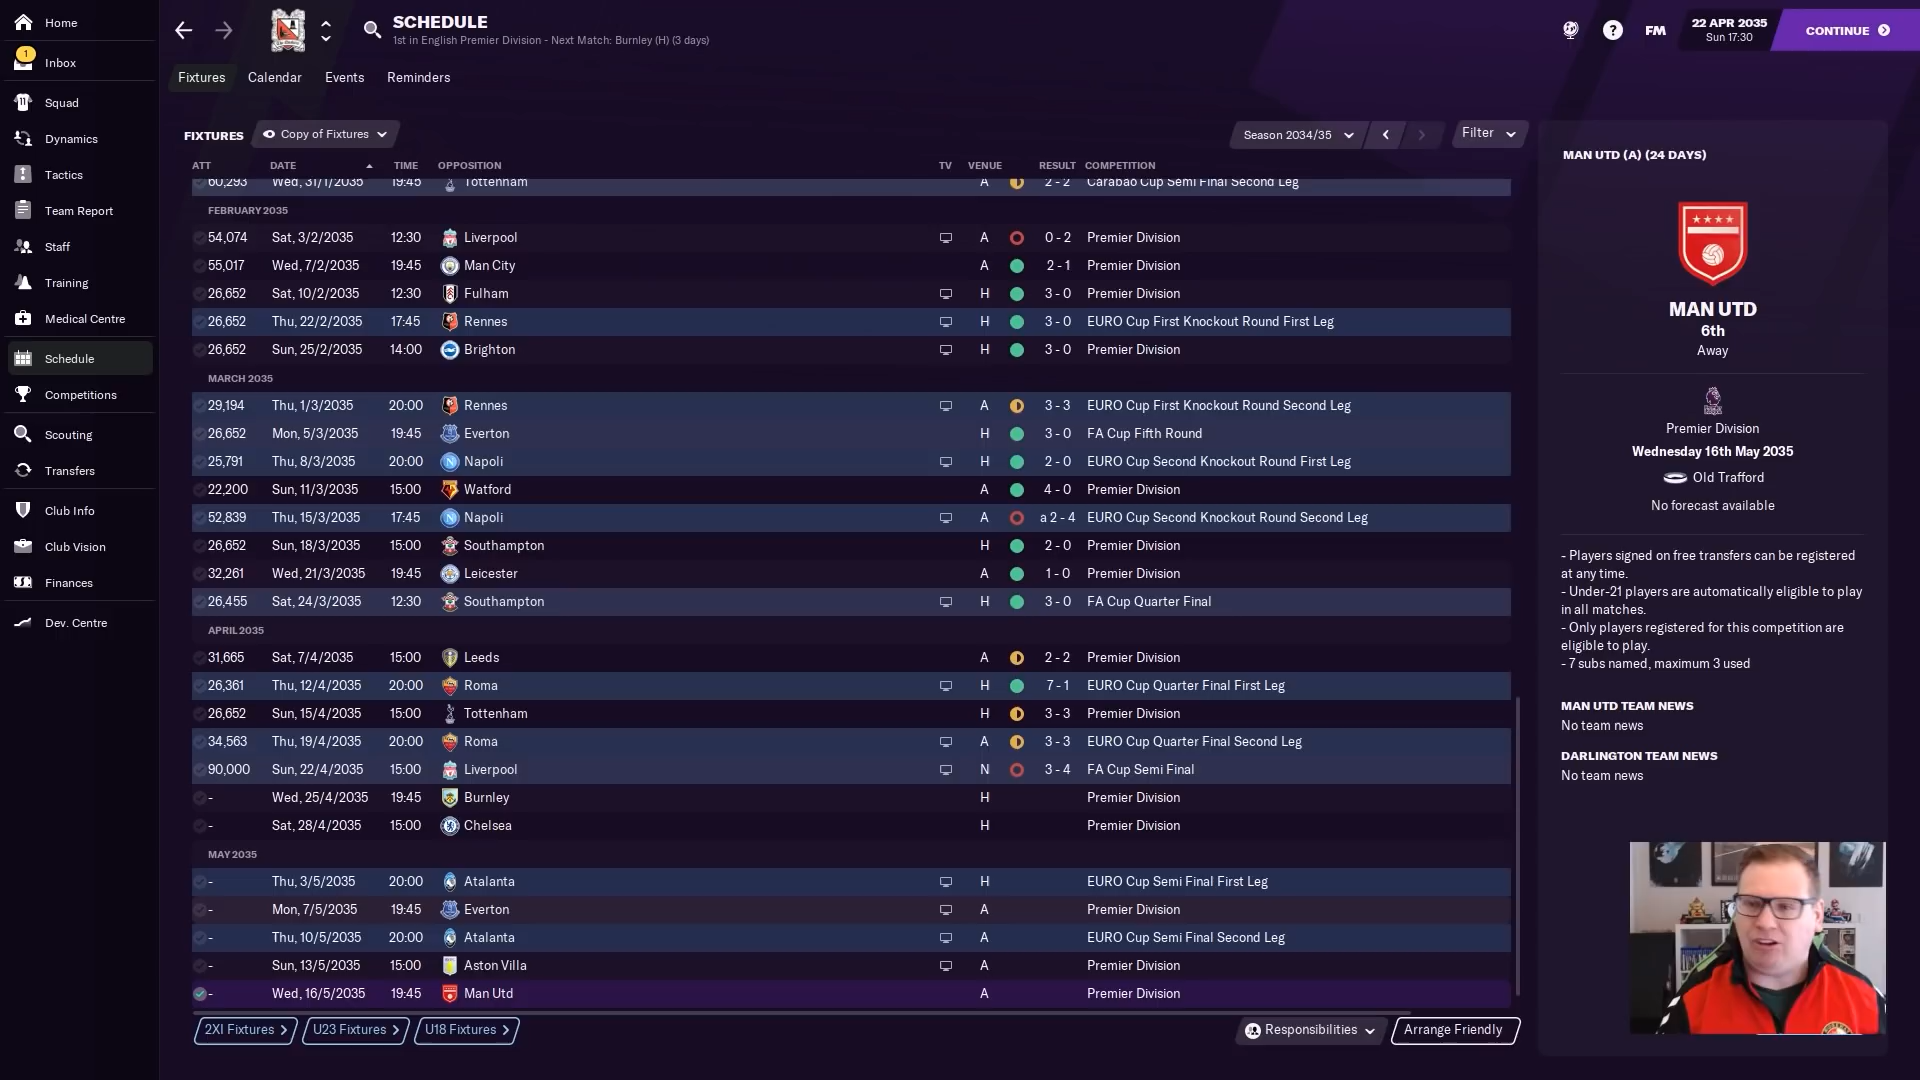 Home
1
Inbox
Squad
Dynamics
Tactics
Team Report
Staff
Training
Medical Centre
Schedule
Competitions
Scouting
Transfers
Club Info
Club Vision
Finances
Dev. Centre
SCHEDULE
1st in English Premier Division - Next Match: Burnley (H) (3 days)
? FM
22 APR 2035
Sun 17:30
CONTINUE
Fixtures Calendar Events Reminders
FIXTURES Copy of Fixtures Season 2034/35 Filter
ATT DATE TIME OPPOSITION TV VENUE RESULT COMPETITION
60,293 Wed, 31/1/2035 19:45 Tottenham A 2 - 2 Carabao Cup Semi Final Second Leg
FEBRUARY 2035
54,074 Sat, 3/2/2035 12:30 Liverpool A 0 - 2 Premier Division
55,017 Wed, 7/2/2035 19:45 Man City A 2 - 1 Premier Division
26,652 Sat, 10/2/2035 12:30 Fulham H 3 - 0 Premier Division
26,652 Thu, 22/2/2035 17:45 Rennes H 3 - 0 EURO Cup First Knockout Round First Leg
26,652 Sun, 25/2/2035 14:00 Brighton H 3 - 0 Premier Division
MARCH 2035
29,194 Thu, 1/3/2035 20:00 Rennes A 3 - 3 EURO Cup First Knockout Round Second Leg
26,652 Mon, 5/3/2035 19:45 Everton H 3 - 0 FA Cup Fifth Round
25,791 Thu, 8/3/2035 20:00 Napoli H 2 - 0 EURO Cup Second Knockout Round First Leg
22,200 Sun, 11/3/2035 15:00 Watford A 4 - 0 Premier Division
52,839 Thu, 15/3/2035 17:45 Napoli A a 2 - 4 EURO Cup Second Knockout Round Second Leg
26,652 Sun, 18/3/2035 15:00 Southampton H 2 - 0 Premier Division
32,261 Wed, 21/3/2035 19:45 Leicester A 1 - 0 Premier Division
26,455 Sat, 24/3/2035 12:30 Southampton H 3 - 0 FA Cup Quarter Final
APRIL 2035
31,665 Sat, 7/4/2035 15:00 Leeds A 2 - 2 Premier Division
26,361 Thu, 12/4/2035 20:00 Roma H 7 - 1 EURO Cup Quarter Final First Leg
26,652 Sun, 15/4/2035 15:00 Tottenham H 3 - 3 Premier Division
34,563 Thu, 19/4/2035 20:00 Roma A 3 - 3 EURO Cup Quarter Final Second Leg
90,000 Sun, 22/4/2035 15:00 Liverpool N 3 - 4 FA Cup Semi Final
- Wed, 25/4/2035 19:45 Burnley H Premier Division
- Sat, 28/4/2035 15:00 Chelsea H Premier Division
MAY 2035
- Thu, 3/5/2035 20:00 Atalanta H EURO Cup Semi Final First Leg
- Mon, 7/5/2035 19:45 Everton A Premier Division
- Thu, 10/5/2035 20:00 Atalanta A EURO Cup Semi Final Second Leg
- Sun, 13/5/2035 15:00 Aston Villa A Premier Division
- Wed, 16/5/2035 19:45 Man Utd A Premier Division
2XI Fixtures U23 Fixtures U18 Fixtures Responsibilities Arrange Friendly
MAN UTD (A) (24 DAYS)
MAN UTD
6th
Away
Premier Division
Wednesday 16th May 2035
Old Trafford
No forecast available
- Players signed on free transfers can be registered
at any time.
- Under-21 players are automatically eligible to play
in all matches.
- Only players registered for this competition are
eligible to play.
- 7 subs named, maximum 3 used
MAN UTD TEAM NEWS
No team news
DARLINGTON TEAM NEWS
No team news